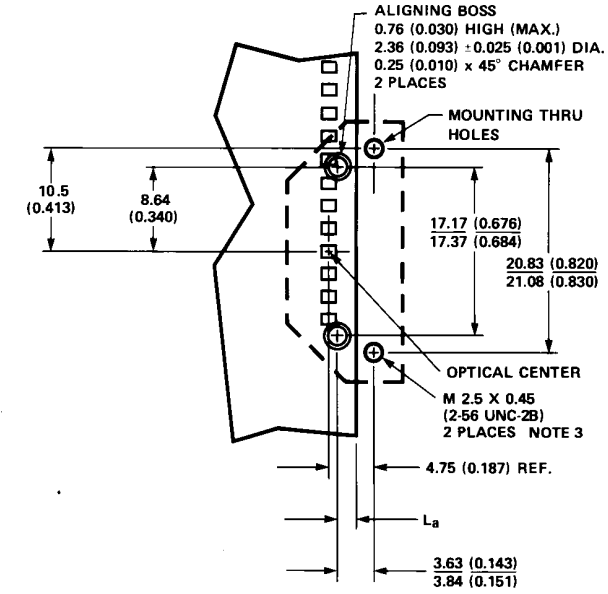 ALIGNING BOSS
0.76 (0.030) HIGH (MAX.)
2.36 (0.093) ±0.025 (0.001) DIA.
0.25 (0.010) x 45° CHAMFER
2 PLACES
MOUNTING THRU
HOLES
10.5
(0.413)
8.64
(0.340)
17.17 (0.676)
17.37 (0.684)
20.83 (0.820)
21.08 (0.830)
OPTICAL CENTER
M 2.5 X 0.45
(2-56 UNC-2B)
2 PLACES NOTE 3
4.75 (0.187) REF.
La
3.63 (0.143)
3.84 (0.151)